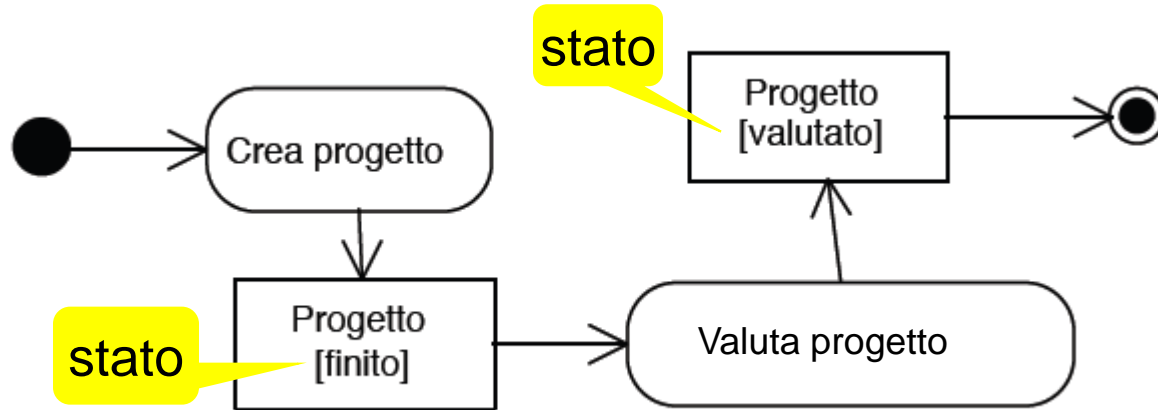 stato
Progetto
[valutato]
Crea progetto
Progetto
[finito]
stato
Valuta progetto